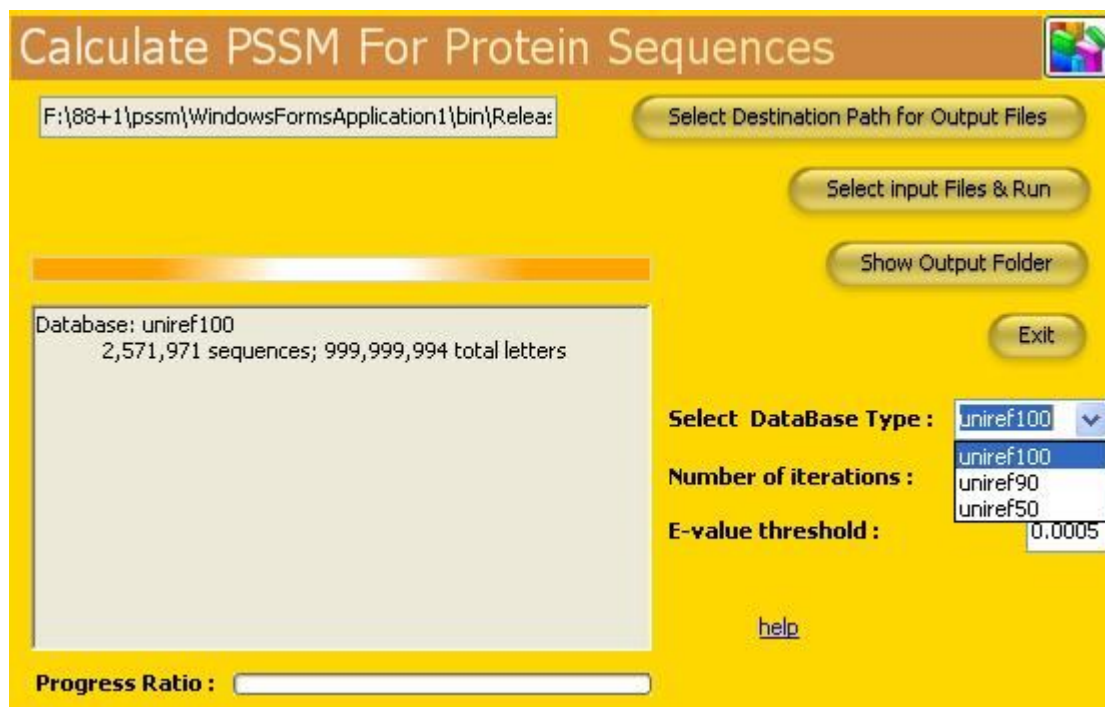 Calculate PSSM For Protein Sequences
F:\88+1\pssm\WindowsFormsApplication1\bin\Releas
Select Destination Path for Output Files
Select input Files & Run
Show Output Folder
Exit
Database: uniref100
2,571,971 sequences; 999,999,994 total letters
Select DataBase Type :
uniref100
uniref100
uniref90
uniref50
Number of iterations :
E-value threshold :
0.0005
help
Progress Ratio :